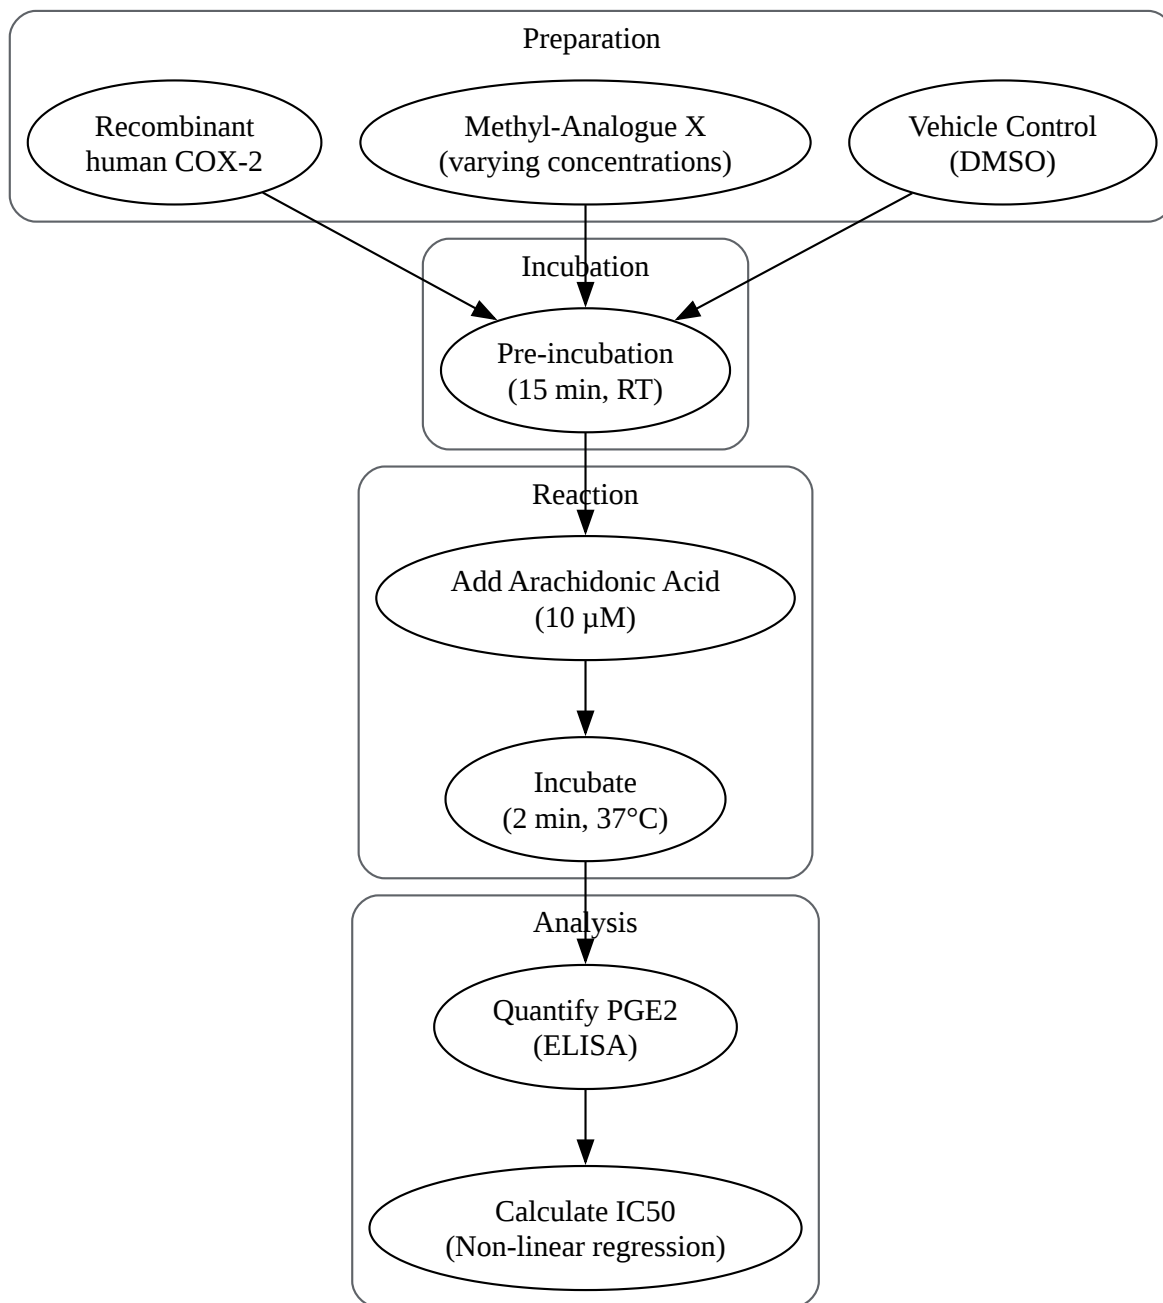 Preparation
Recombinant
human COX-2
Methyl-Analogue X
(varying concentrations)
Vehicle Control
(DMSO)
Incubation
Pre-incubation
(15 min, RT)
Reaction
Add Arachidonic Acid
(10 µM)
Incubate
(2 min, 37°C)
Analysis
Quantify PGE2
(ELISA)
Calculate IC50
(Non-linear regression)